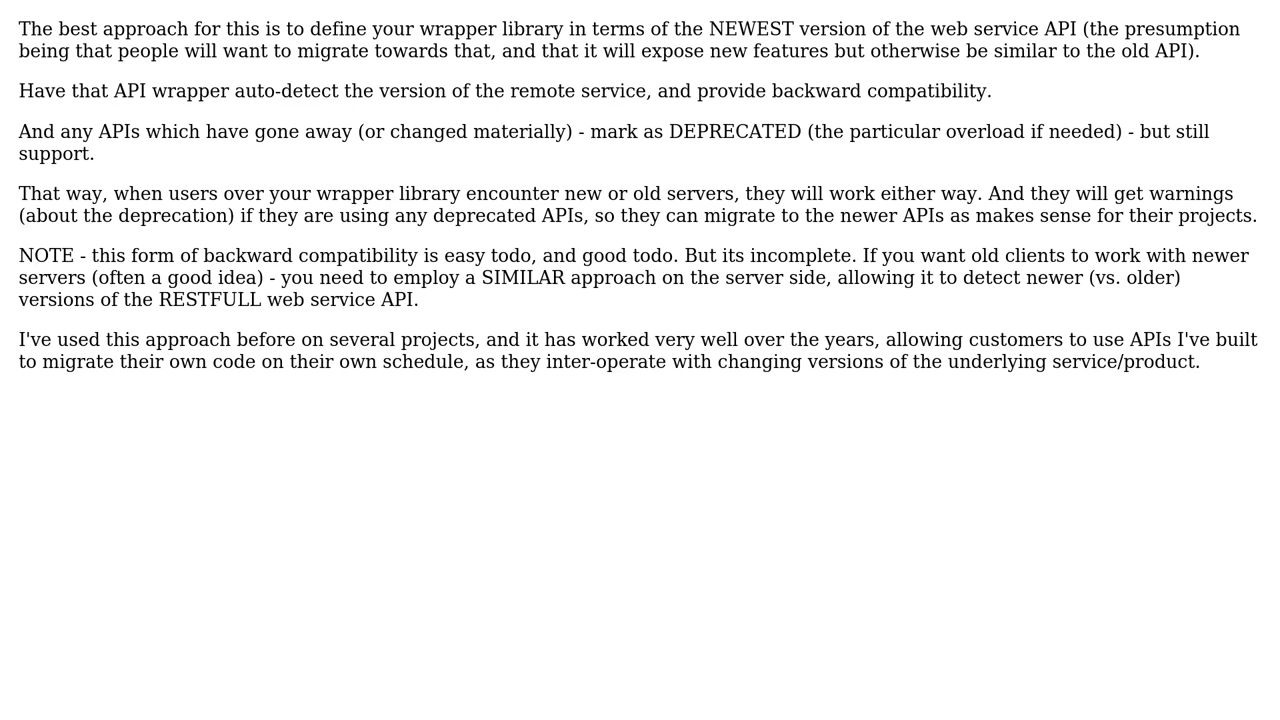 The best approach for this is to define your wrapper library in terms of the NEWEST version of the web service API (the presumption
being that people will want to migrate towards that, and that it will expose new features but otherwise be similar to the old API).
Have that API wrapper auto-detect the version of the remote service, and provide backward compatibility.
And any APIs which have gone away (or changed materially) - mark as DEPRECATED (the particular overload if needed) - but still
support.
That way, when users over your wrapper library encounter new or old servers, they will work either way. And they will get warnings
(about the deprecation) if they are using any deprecated APIs, so they can migrate to the newer APIs as makes sense for their projects.
NOTE - this form of backward compatibility is easy todo, and good todo. But its incomplete. If you want old clients to work with newer
servers (often a good idea) - you need to employ a SIMILAR approach on the server side, allowing it to detect newer (vs. older)
versions of the RESTFULL web service API.
I've used this approach before on several projects, and it has worked very well over the years, allowing customers to use APIs I've built
to migrate their own code on their own schedule, as they inter-operate with changing versions of the underlying service/product.